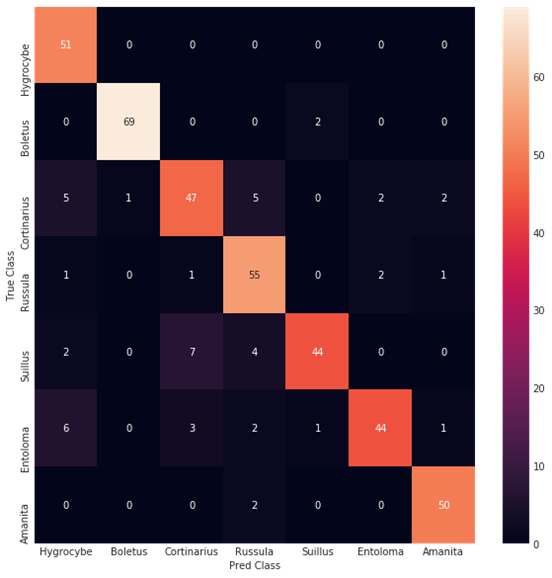 True Class
Hygrocybe 51 0 0 0 0 0 0
Boletus 0 69 0 0 2 0 0
Cortinarius 5 1 47 5 0 2 2
Russula 1 0 1 55 0 2 1
Suillus 2 0 7 4 44 0 0
Entoloma 6 0 3 2 1 44 1
Amanita 0 0 0 2 0 0 50
Hygrocybe Boletus Cortinarius Russula Suillus Entoloma Amanita
Pred Class
60
50
40
30
20
10
0